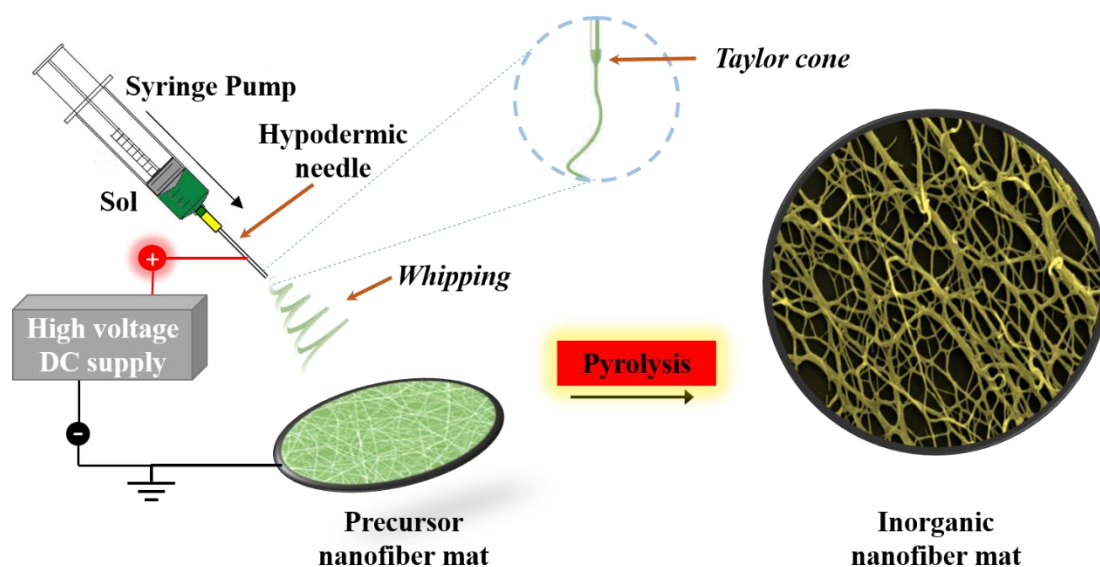 Syringe Pump
Hypodermic
needle
Sol
Taylor cone
Whipping
+
High voltage
DC supply
-
Pyrolysis
Precursor
nanofiber mat
Inorganic
nanofiber mat